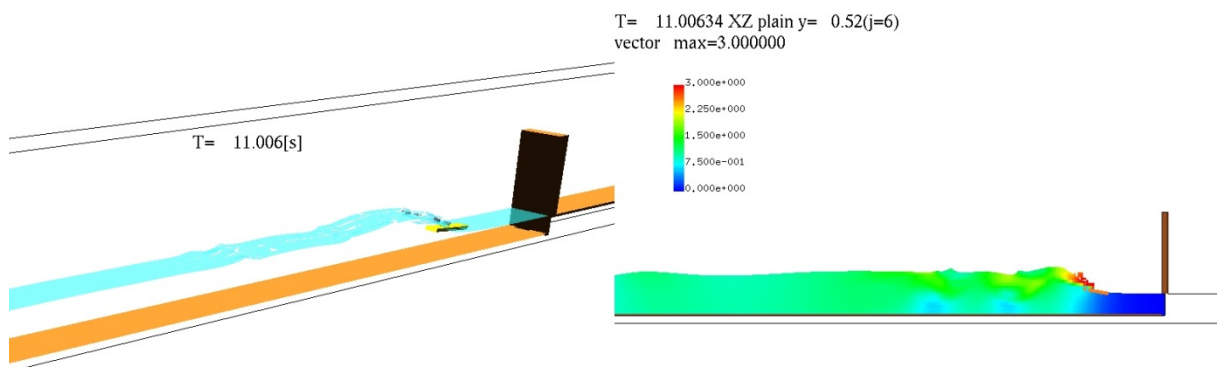 T= 11.006[s]
T= 11.00634 XZ plain y= 0.52(j=6)
vector max=3.000000
3.000e+000
2.250e+000
1.500e+000
7.500e-001
0.000e+000